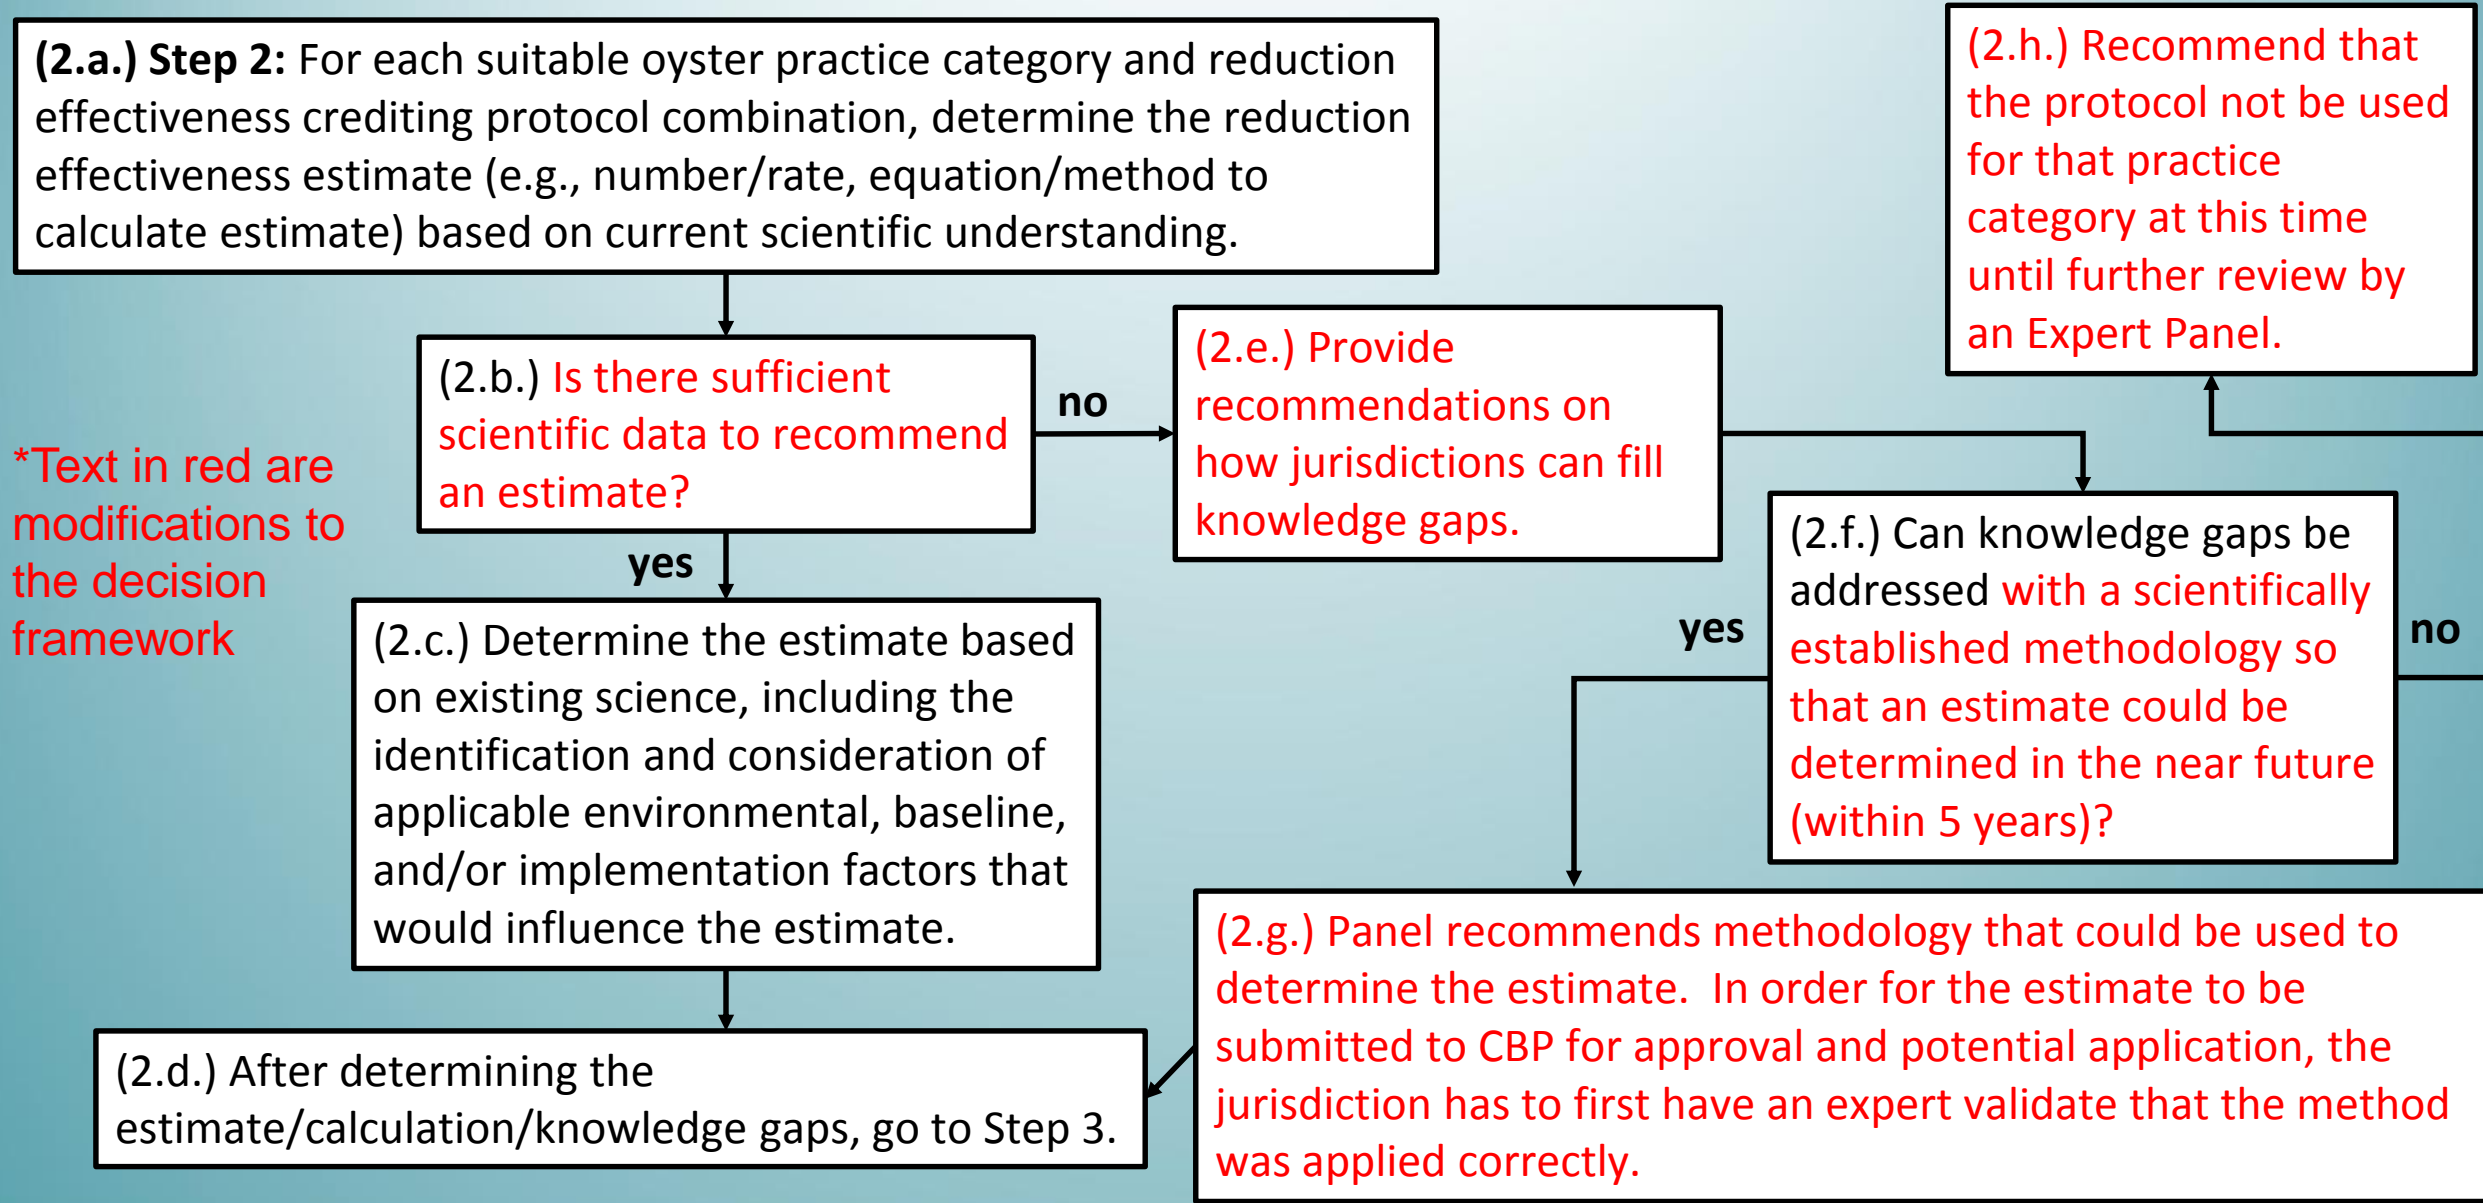 (2.a.) Step 2: For each suitable oyster practice category and reduction
effectiveness crediting protocol combination, determine the reduction
effectiveness estimate (e.g., number/rate, equation/method to
calculate estimate) based on current scientific understanding.
(2.h.) Recommend that
the protocol not be used
for that practice
category at this time
until further review by
an Expert Panel.
(2.b.) Is there sufficient
scientific data to recommend
an estimate?
no
(2.e.) Provide
recommendations on
how jurisdictions can fill
knowledge gaps.
*Text in red are
modifications to
the decision
framework
yes
(2.f.) Can knowledge gaps be
addressed with a scientifically
established methodology so
that an estimate could be
determined in the near future
(within 5 years)?
yes
no
(2.c.) Determine the estimate based
on existing science, including the
identification and consideration of
applicable environmental, baseline,
and/or implementation factors that
would influence the estimate.
(2.g.) Panel recommends methodology that could be used to
determine the estimate.  In order for the estimate to be
submitted to CBP for approval and potential application, the
jurisdiction has to first have an expert validate that the method
was applied correctly.
(2.d.) After determining the
estimate/calculation/knowledge gaps, go to Step 3.